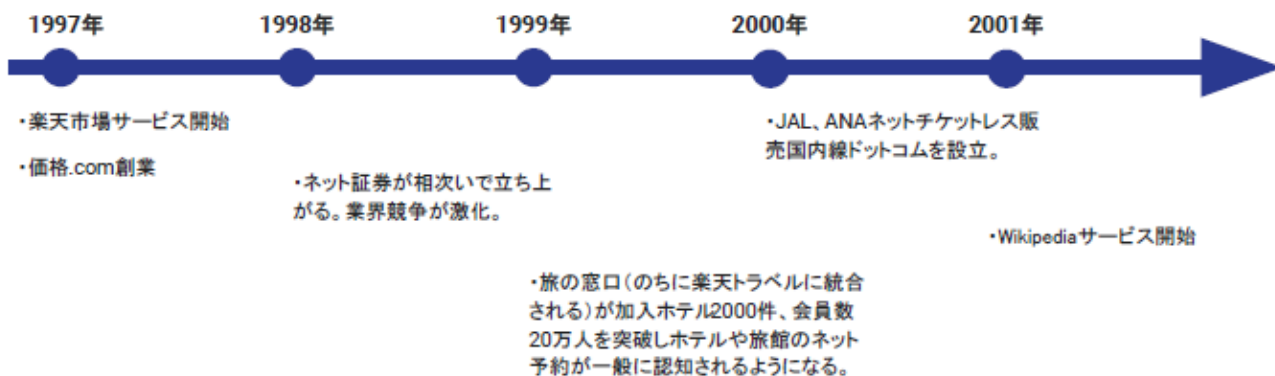 1997年
1998年
1999年
2000年
2001年
・楽天市場サービス開始
・価格.com創業
・ネット証券が相次いで立ち上
がる。業界競争が激化。
・旅の窓口（のちに楽天トラベルに統合
される）が加入ホテル2000件、会員数
20万人を突破しホテルや旅館のネット
予約が一般に認知されるようになる。
・JAL、ANAネットチケットレス販
売国内線ドットコムを設立。
・Wikipediaサービス開始